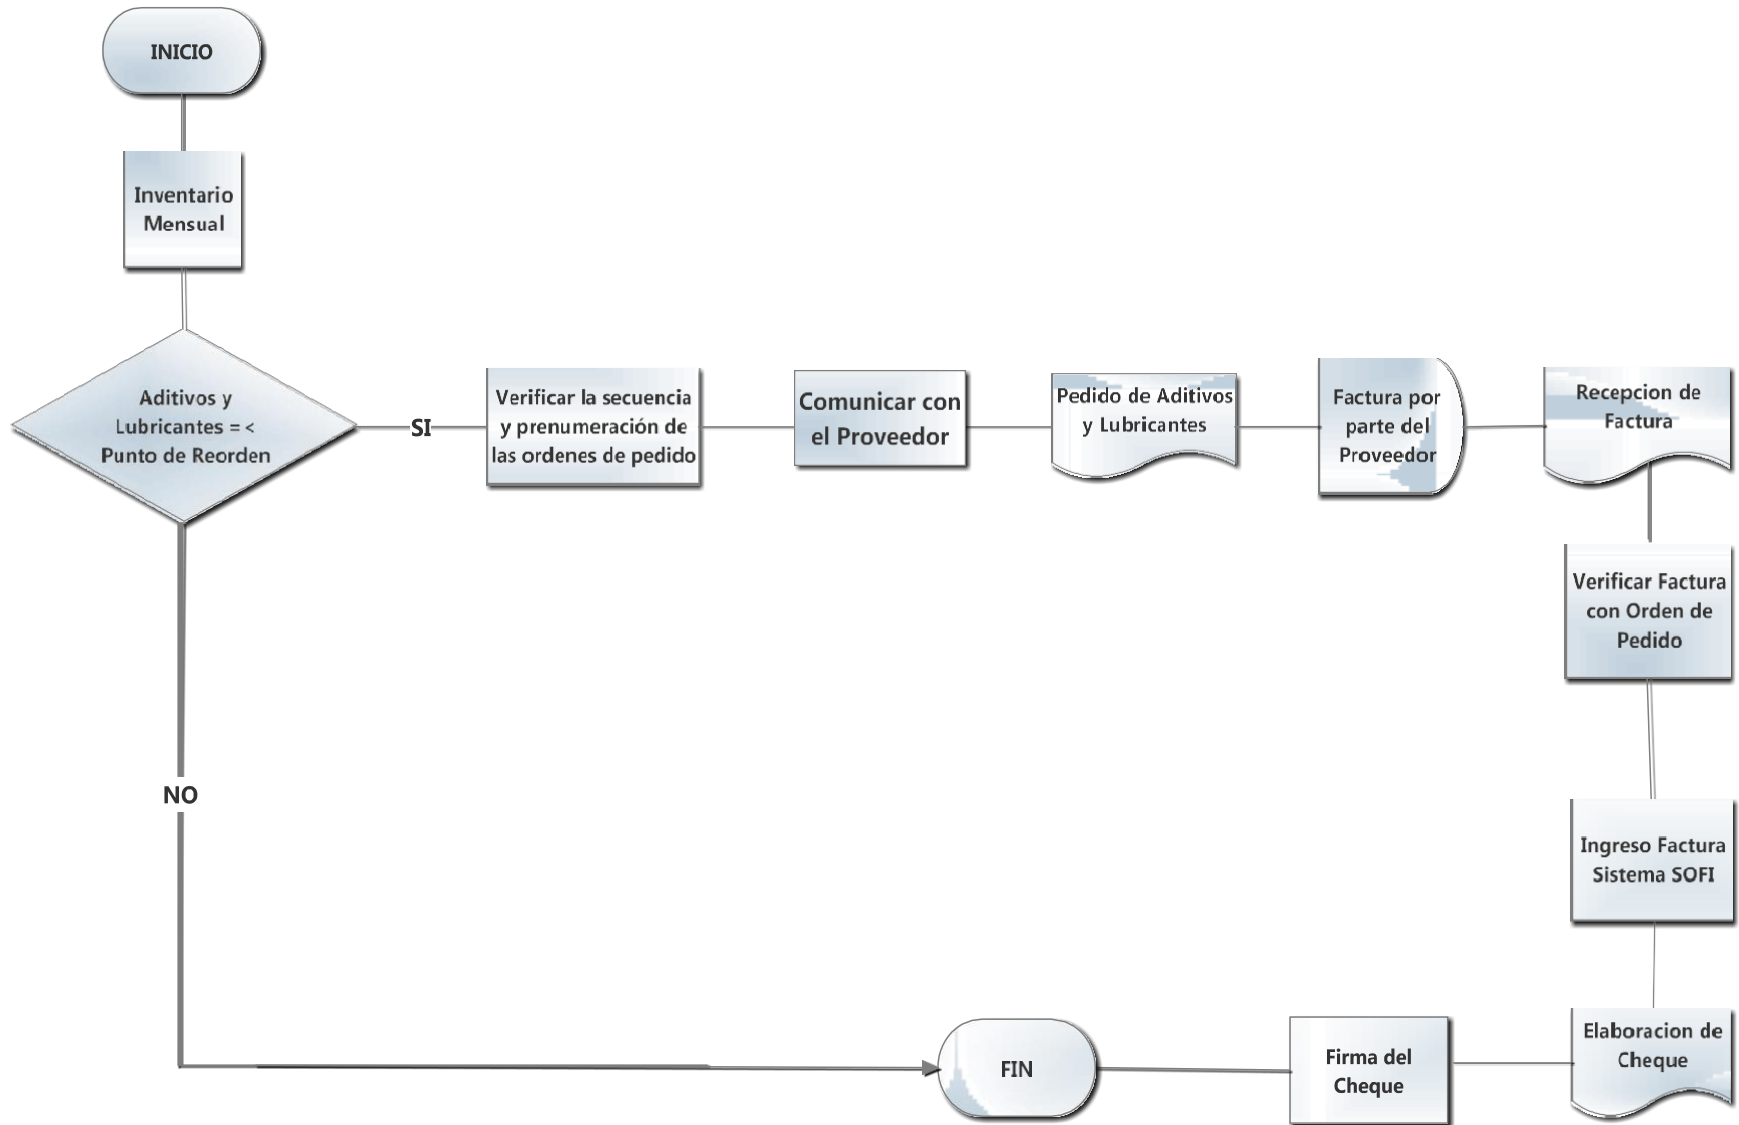 INICIO
Inventario
Mensual
Aditivos y
Lubricantes = <
Punto de Reorden
SI
Verificar la secuencia
y prenumeración de
las ordenes de pedido
Comunicar con
el Proveedor
Pedido de Aditivos
y Lubricantes
Factura por
parte del
Proveedor
Recepcion de
Factura
Verificar Factura
con Orden de
Pedido
NO
Ingreso Factura
Sistema SOFI
Elaboracion de
Cheque
Firma del
Cheque
FIN